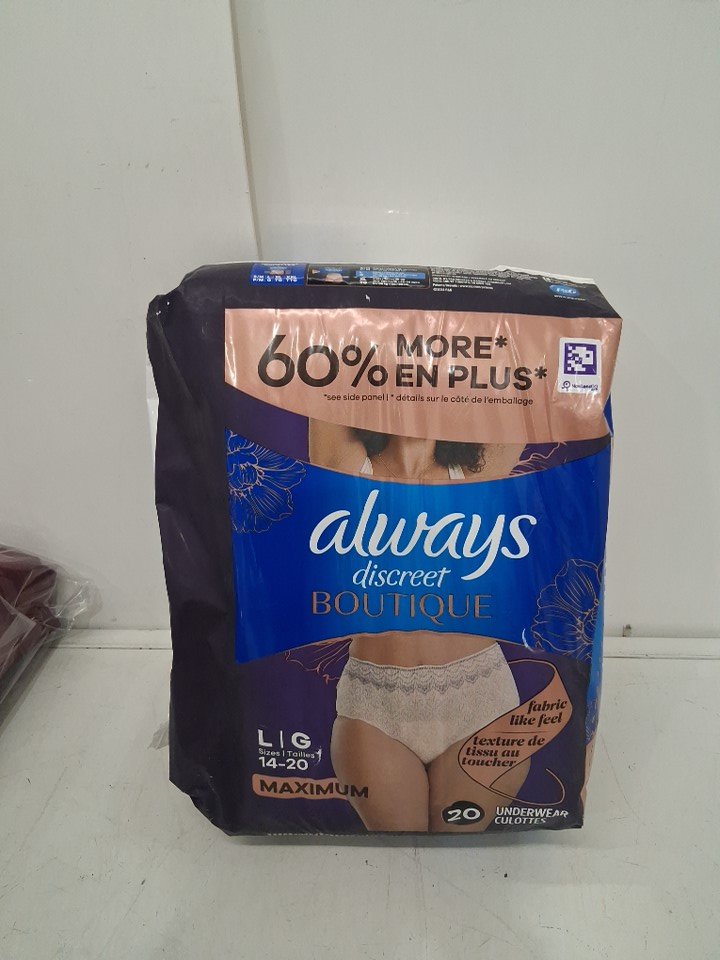 60% MORE*
EN PLUS*
*see side panel | * détails sur le côté de l'emballage
always
discreet
BOUTIQUE
fabric
like feel
texture de
tissu au
toucher
L | G
Sizes | Tailles
14-20
MAXIMUM
20 UNDERWEAR
CULOTTES